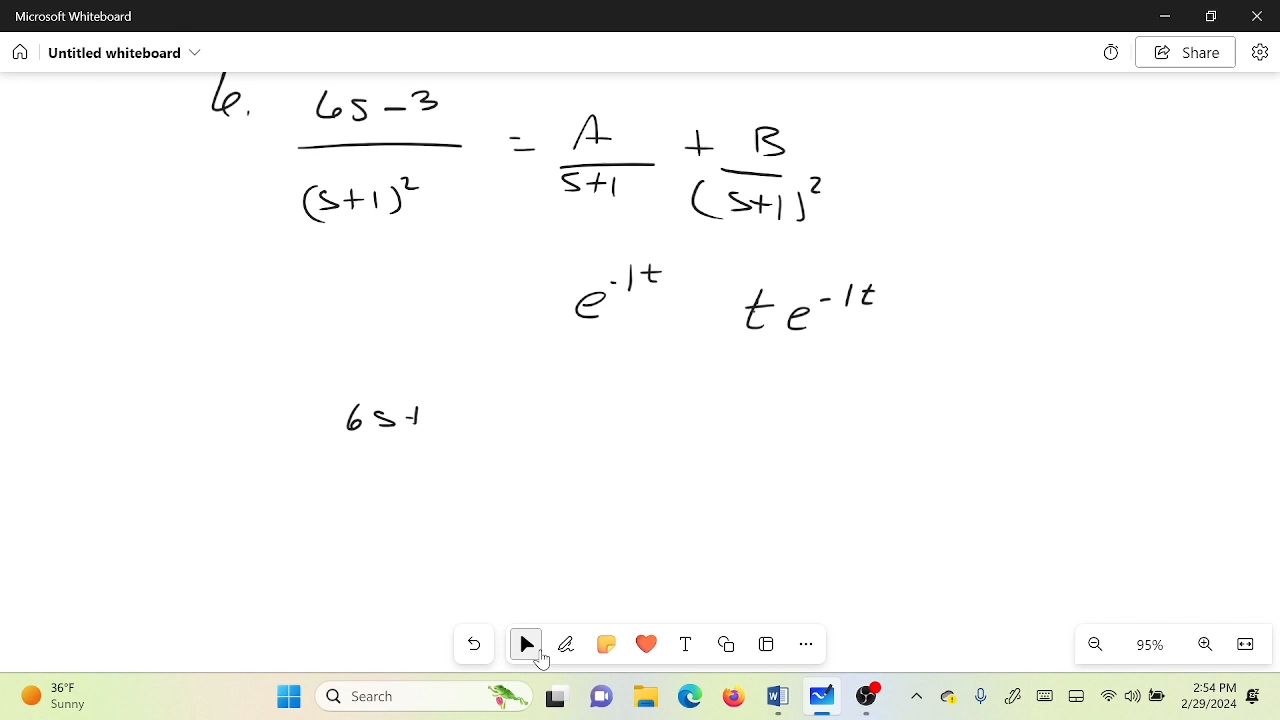 Microsoft Whiteboard
Untitled whiteboard
Share
6. 6s-3 / (s+1)² = A / s+1 + B / (s+1)²
e^-1t te^-1t
6s+
T
95%
36°F
Sunny
Search
2:54 PM
2/29/2024